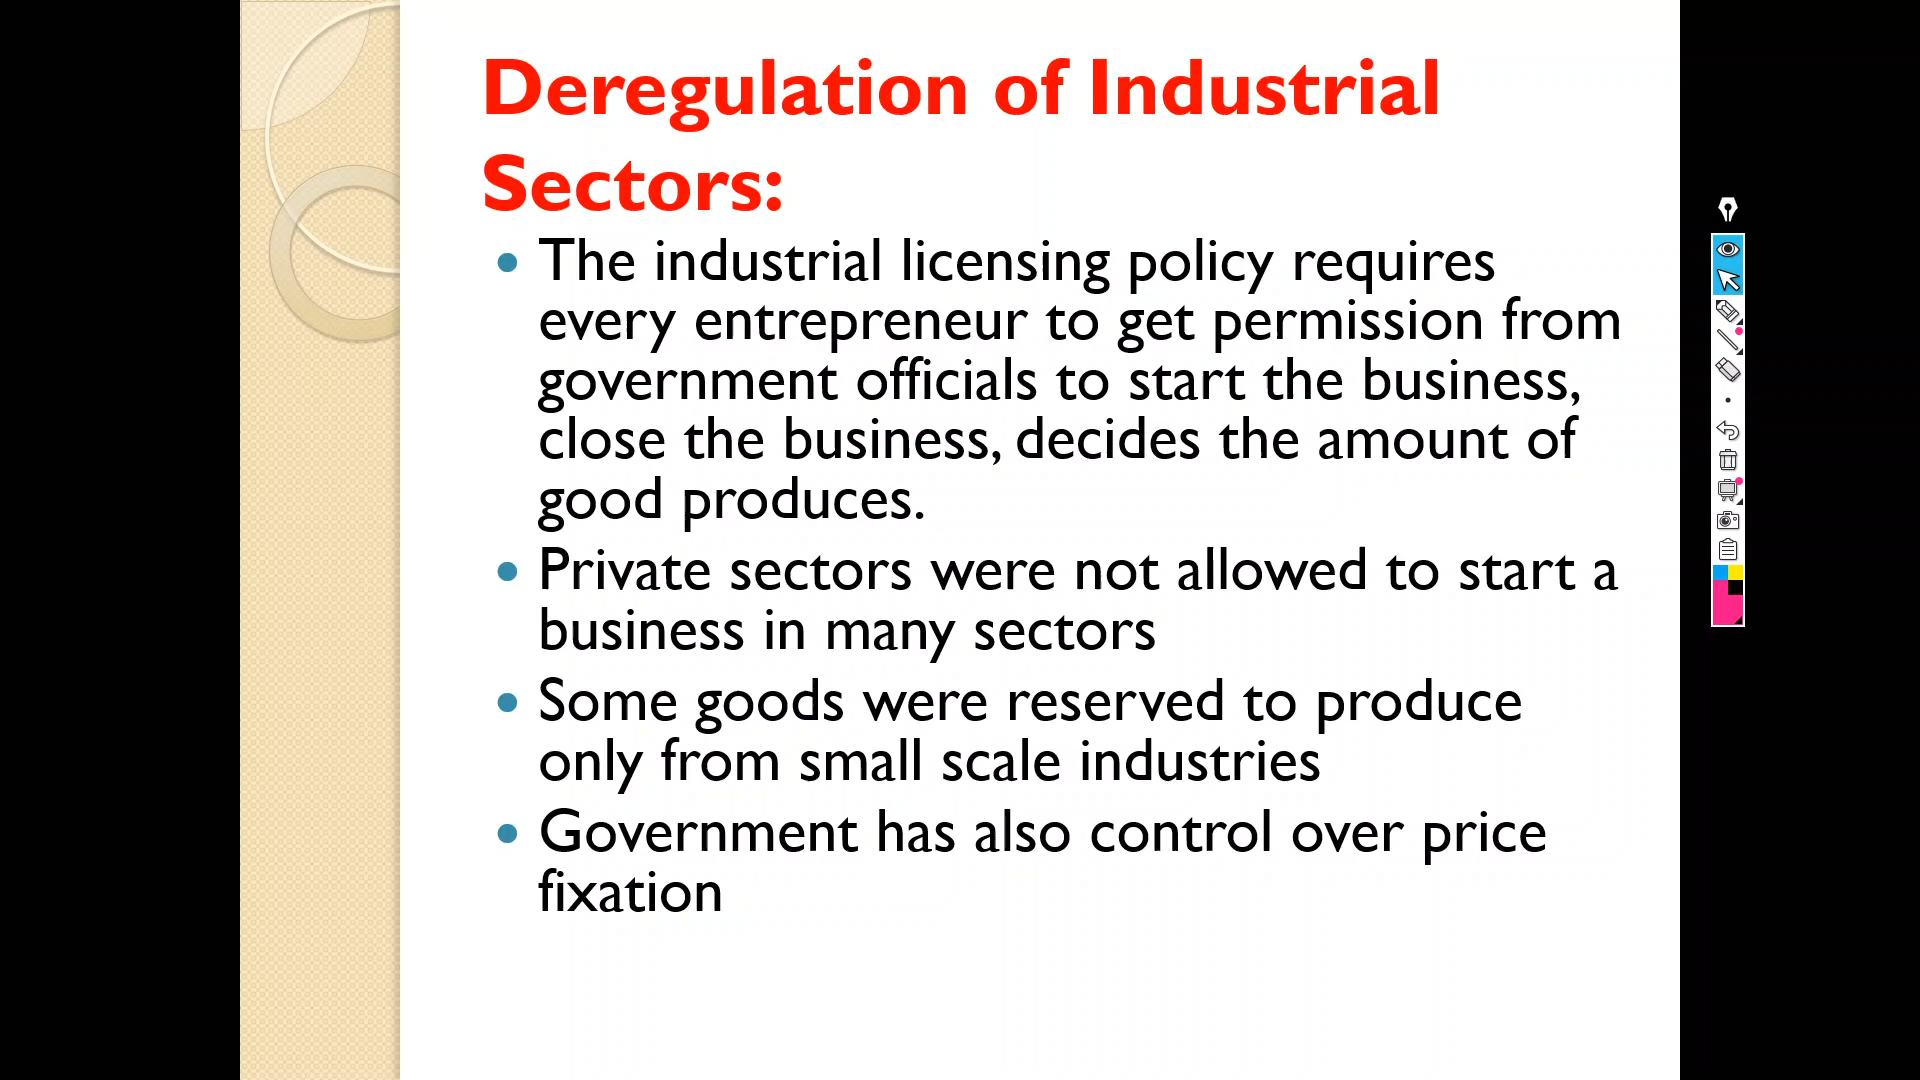 Deregulation of Industrial
Sectors:
• The industrial licensing policy requires
every entrepreneur to get permission from
government officials to start the business,
close the business, decides the amount of
good produces.
• Private sectors were not allowed to start a
business in many sectors
• Some goods were reserved to produce
only from small scale industries
• Government has also control over price
fixation